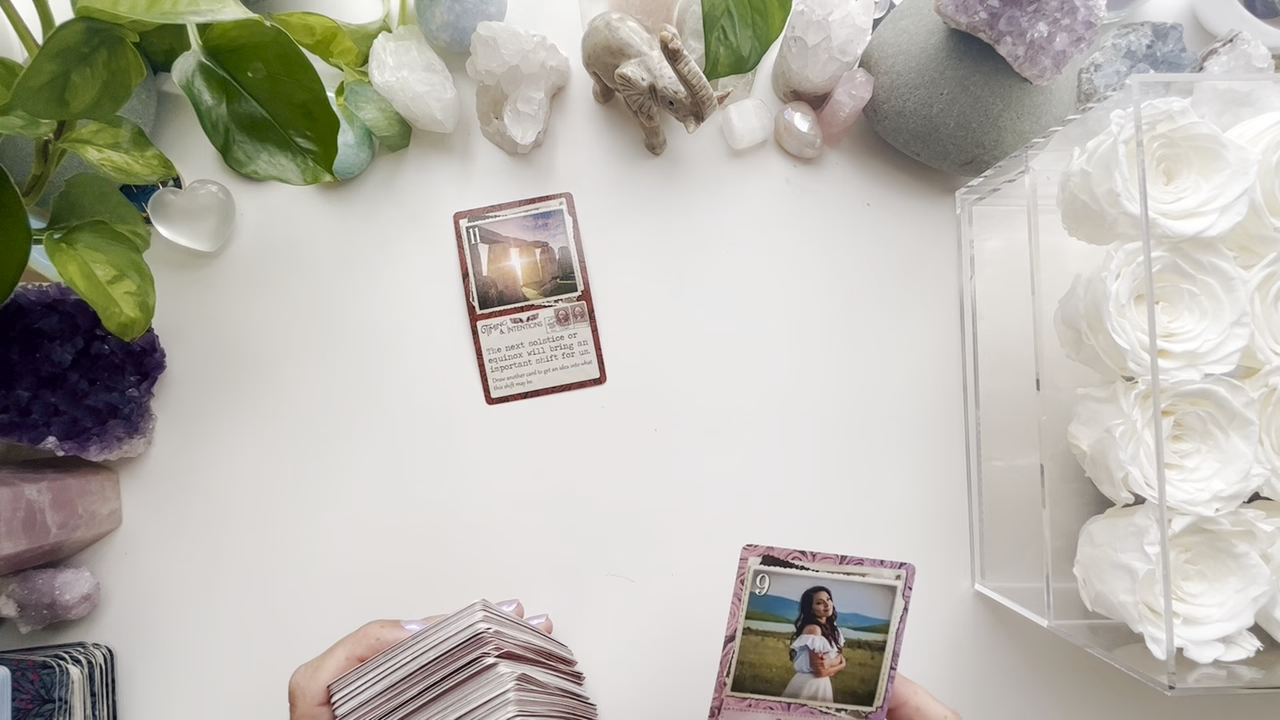 11
TIMING
& INTENTIONS
The next solstice or
equinox will bring an
important shift for us.
Draw another card to get an idea into what
this shift may be.
9